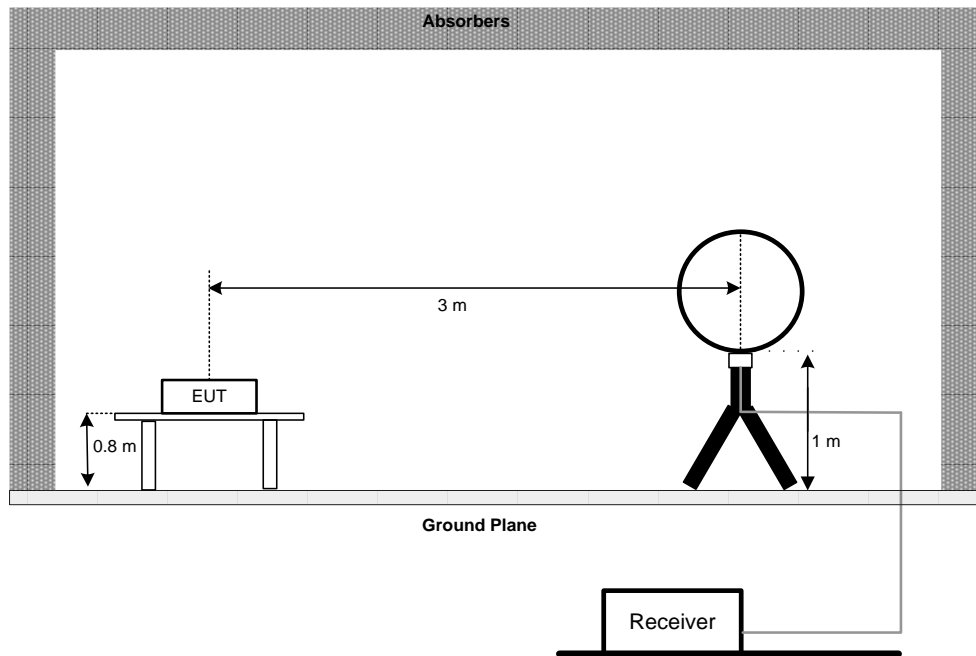 Absorbers
3 m
EUT
0.8 m
1 m
Ground Plane
Receiver